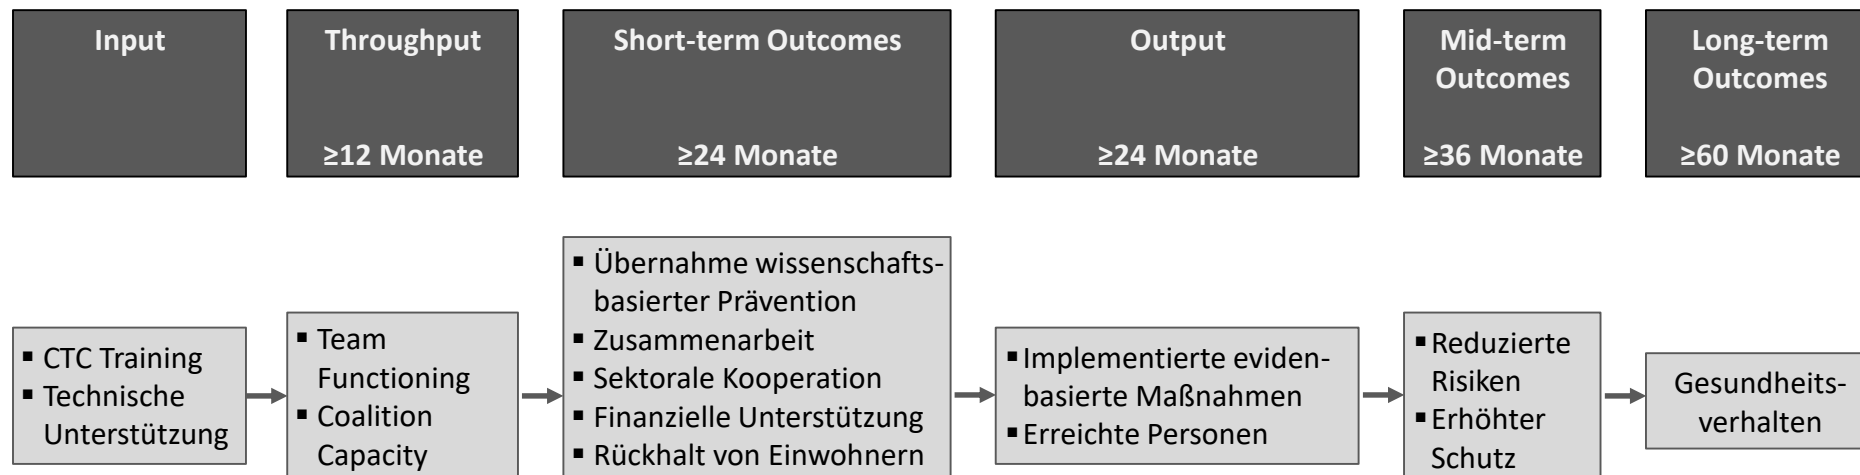 Input
Throughput
≥12 Monate
Short-term Outcomes
≥24 Monate
Output
≥24 Monate
Mid-term
Outcomes
≥36 Monate
Long-term
Outcomes
≥60 Monate
▪ CTC Training
▪ Technische
Unterstützung
▪ Team
Functioning
▪ Coalition
Capacity
▪ Übernahme wissenschafts-
basierter Prävention
▪ Zusammenarbeit
▪ Sektorale Kooperation
▪ Finanzielle Unterstützung
▪ Rückhalt von Einwohnern
▪ Implementierte eviden-
basierte Maßnahmen
▪ Erreichte Personen
▪ Reduzierte
Risiken
▪ Erhöhter
Schutz
Gesundheits-
verhalten